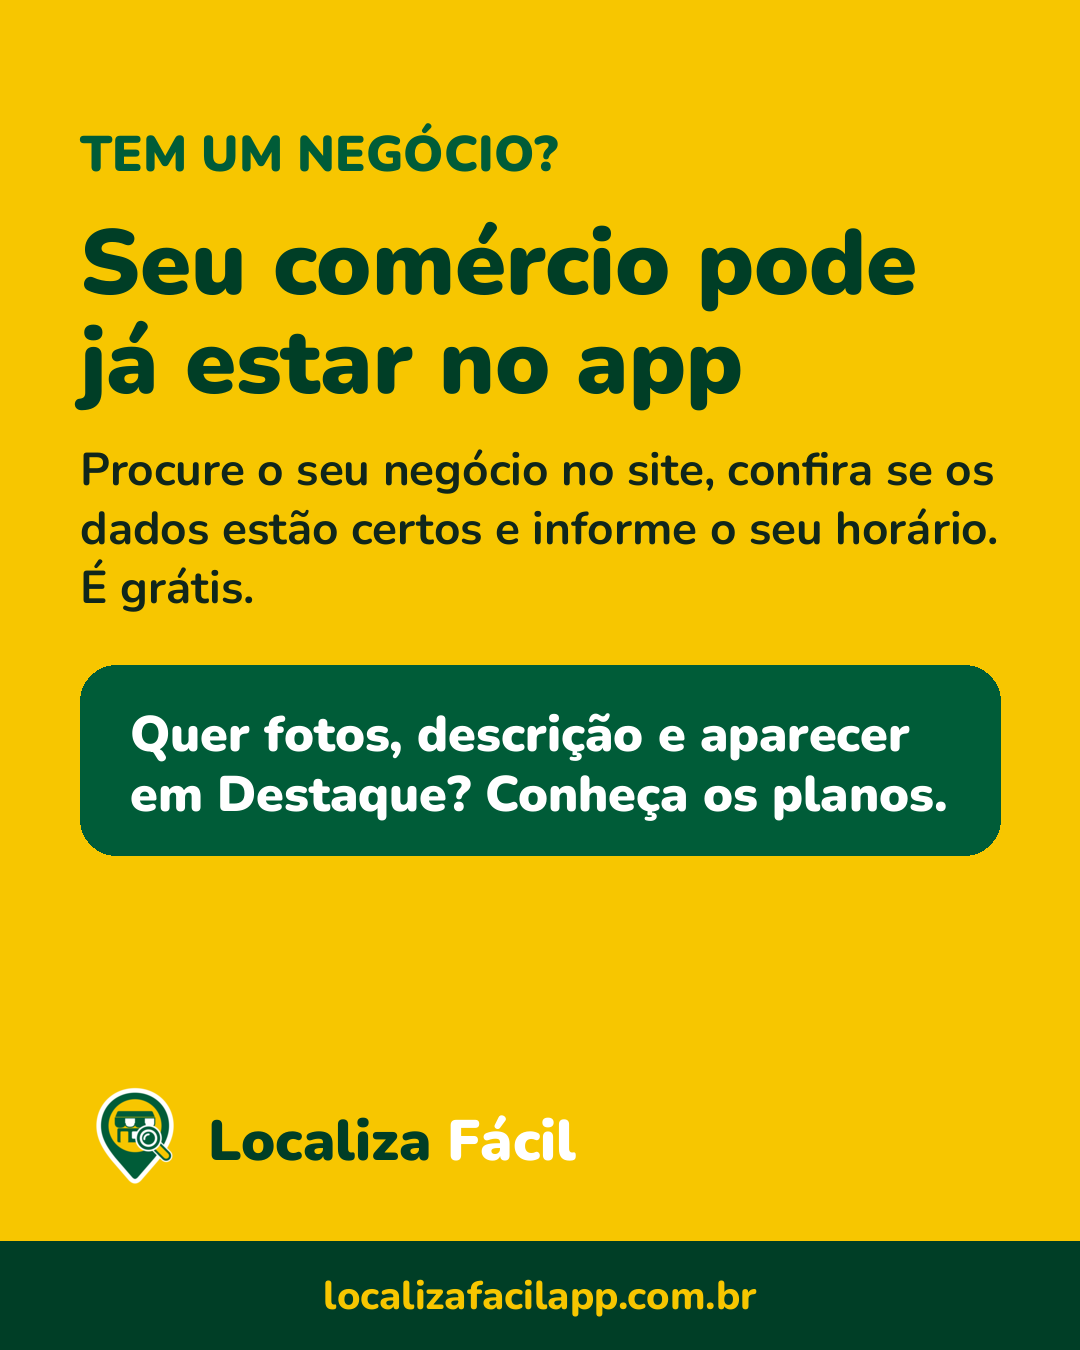 TEM UM NEGÓCIO?
Seu comércio pode
já estar no app
Procure o seu negócio no site, confira se os
dados estão certos e informe o seu horário.
É grátis.
Quer fotos, descrição e aparecer
em Destaque? Conheça os planos.
Localiza Fácil
localizafacilapp.com.br